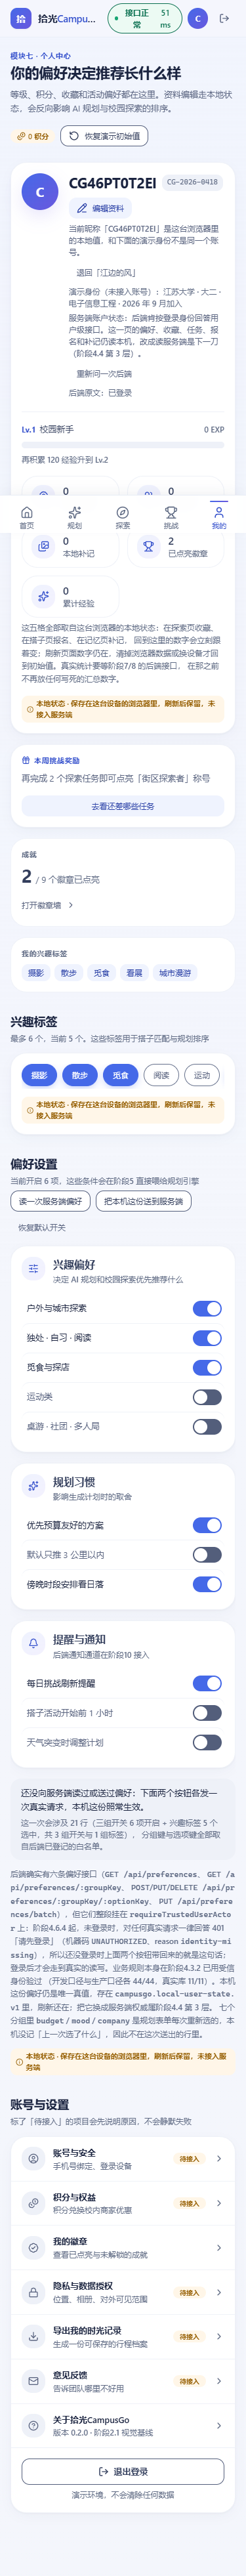 拾
拾光Campu...
接口正常
51 ms
C
模块七 · 个人中心
你的偏好决定推荐长什么样
等级、积分、收藏和活动偏好都在这里。资料编辑走本地状态，会反向影响 AI 规划与校园探索的排序。
0 积分
恢复演示初始值
C
CG46PT0T2EI
CG-2026-0418
编辑资料
当前昵称「CG46PT0T2EI」是这台浏览器里的本地值，和下面的演示身份不是同一个账号。
退回「江边的风」
演示身份（未接入账号）：江苏大学 · 大二 · 电子信息工程 · 2026 年 9 月加入
服务端账户状态：后端肯按登录身份回答用户级接口。这一页的偏好、收藏、任务、报名和补记仍读本机，改成读服务端是下一刀（阶段4.4 第 3 层）。
重新问一次后端
后端原文：已登录
Lv.1 校园新手
0 EXP
再积累 120 经验升到 Lv.2
0
0
首页
规划
探索
挑战
我的
0
本地补记
2
已点亮徽章
0
累计经验
这五格全部取自这台浏览器的本地状态：在探索页收藏、在搭子页报名、在记忆页补记，回到这里的数字会立刻跟着变；刷新页面数字仍在，清掉浏览器数据或换设备才回到初始值。真实统计要等阶段7/8 的后端接口，在那之前不再放任何写死的汇总数字。
本地状态 · 保存在这台设备的浏览器里，刷新后保留，未接入服务端
本周挑战奖励
再完成 2 个探索任务即可点亮「街区探索者」称号
去看还差哪些任务
成就
2 / 9 个徽章已点亮
打开徽章墙
我的兴趣标签
摄影
散步
觅食
看展
城市漫游
兴趣标签
最多 6 个，当前 5 个。这些标签用于搭子匹配与规划排序
摄影
散步
觅食
阅读
运动
本地状态 · 保存在这台设备的浏览器里，刷新后保留，未接入服务端
偏好设置
当前开启 6 项，这些条件会在阶段5 直接喂给规划引擎
读一次服务端偏好
把本机这份送到服务端
恢复默认开关
兴趣偏好
决定 AI 规划和校园探索优先推荐什么
户外与城市探索
独处 · 自习 · 阅读
觅食与探店
运动类
桌游 · 社团 · 多人局
规划习惯
影响生成计划时的取舍
优先预算友好的方案
默认只推 3 公里以内
傍晚时段安排看日落
提醒与通知
后端通知通道在阶段10 接入
每日挑战刷新提醒
搭子活动开始前 1 小时
天气突变时调整计划
还没向服务端读过或送过偏好：下面两个按钮各发一次真实请求，本机这份照常生效。
这一次会涉及 21 行（三组开关 6 项开启 + 兴趣标签 5 个选中，共 3 组开关与 1 组标签），分组键与选项键全部取自后端已登记的白名单。
后端确实有六条偏好接口（GET /api/preferences、GET /api/preferences/:groupKey、POST/PUT/DELETE /api/preferences/:groupKey/:optionKey、PUT /api/preferences/batch），但它们整段挂在 requireTrustedUserActor 上：阶段4.4.6 起，未登录时，对任何真实请求一律回答 401「请先登录」（机器码 UNAUTHORIZED、reason identity-missing），所以还没登录时上面两个按钮带回来的就是这句话；登录后才会走到真实的读写。业务规则本身在阶段4.3.2 已用受信身份验过（开发口径与生产口径各 44/44，真实库 11/11）。本机这份偏好仍是唯一真值，存在 campusgo.local-user-state.v1 里，刷新还在；把它换成服务端权威属阶段4.4 第 3 层。七个分组里 budget / mood / company 是规划表单每次重新选的，本机没记「上一次选了什么」，因此不在这次送出的行里。
本地状态 · 保存在这台设备的浏览器里，刷新后保留，未接入服务端
账号与设置
标了「待接入」的项目会先说明原因，不会静默失败
账号与安全
手机号绑定、登录设备
待接入
积分与权益
积分兑换校内商家优惠
待接入
我的徽章
查看已点亮与未解锁的成就
隐私与数据授权
位置、相册、对外可见范围
待接入
导出我的时光记录
生成一份可保存的行程档案
待接入
意见反馈
告诉团队哪里不好用
待接入
关于拾光CampusGo
版本 0.2.0 · 阶段2.1 视觉基线
退出登录
演示环境，不会清除任何数据